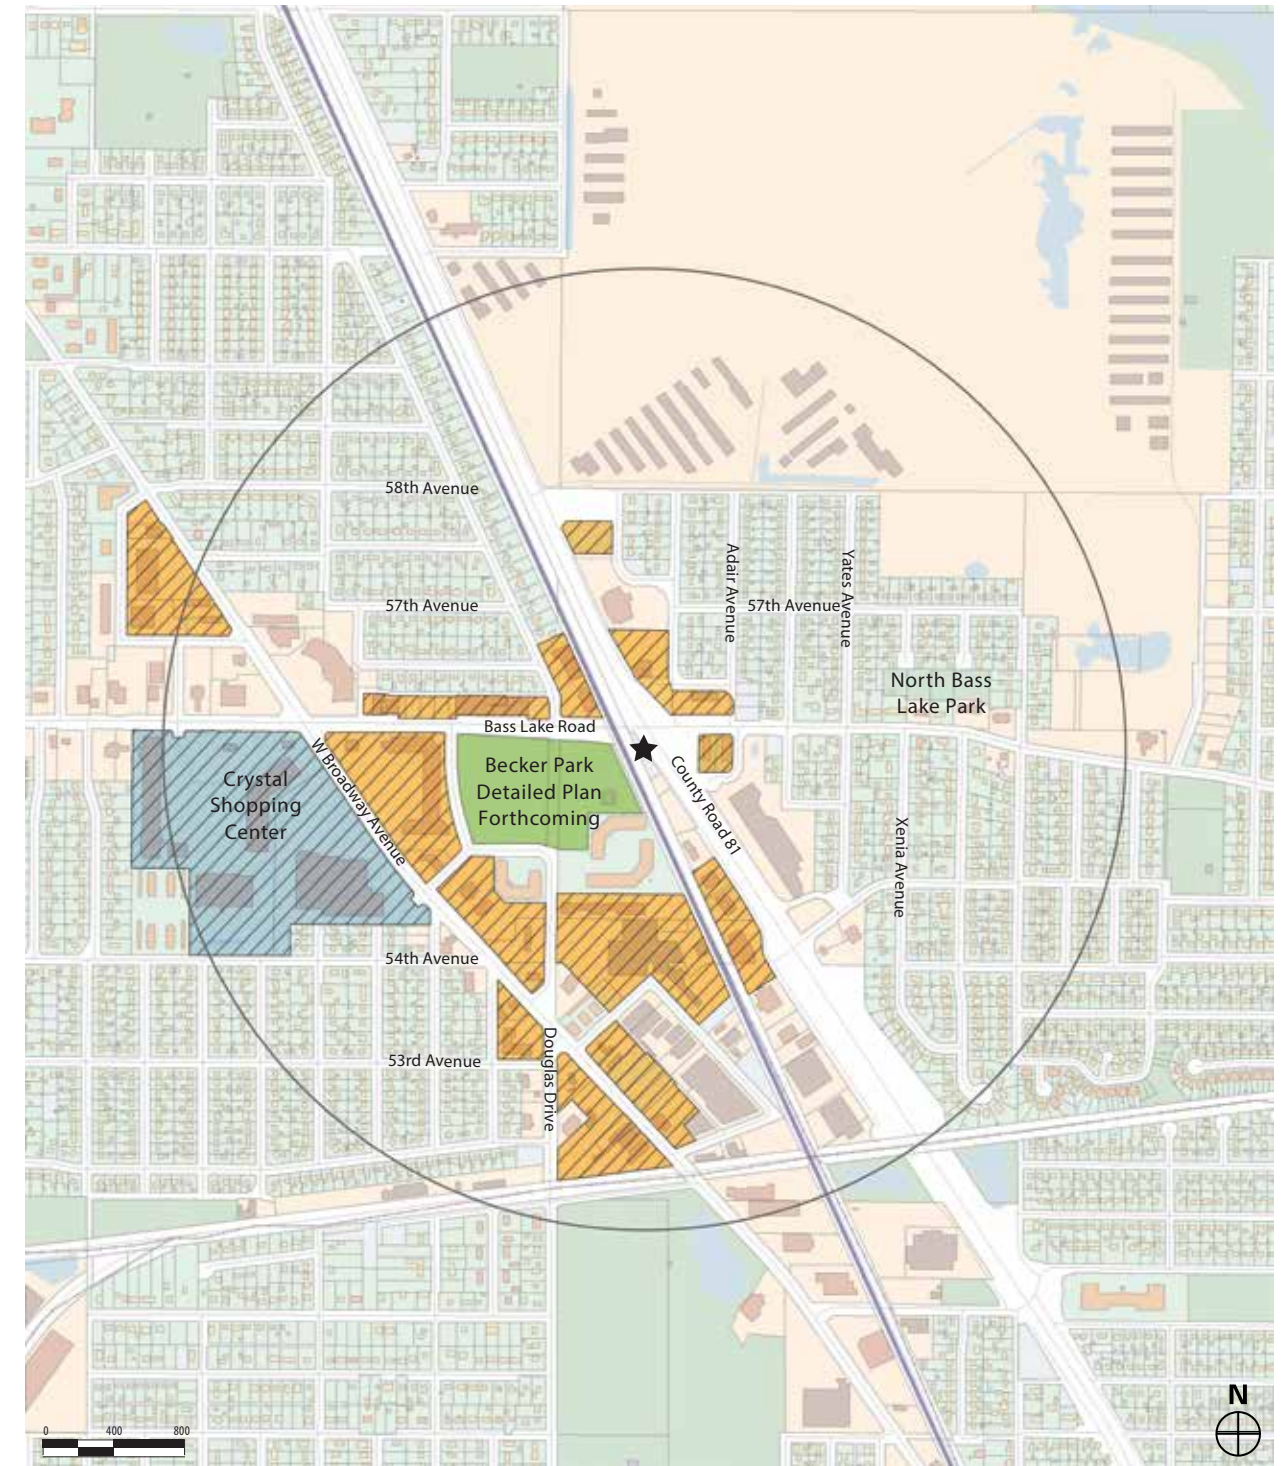 58th Avenue
Adair Avenue
Yates Avenue
57th Avenue
57th Avenue
North Bass
Lake Park
Bass Lake Road
Crystal
Shopping
Center
W Broadway Avenue
Becker Park
Detailed Plan
Forthcoming
County Road 81
Xenia Avenue
54th Avenue
53rd Avenue
Douglas Drive
N
0 400 800